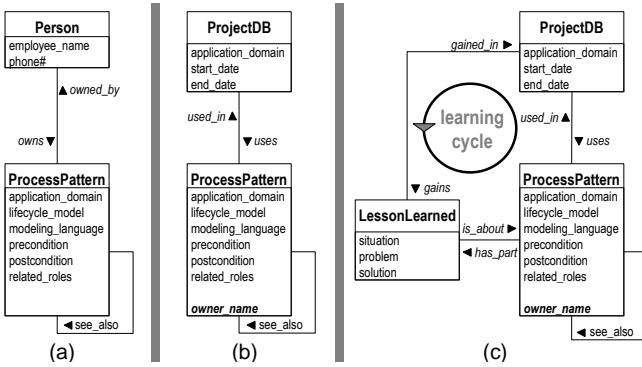 Person
employee_name
phone#
owned_by
owns
ProcessPattern
application_domain
lifecycle_model
modeling_language
precondition
postcondition
related_roles
see_also
(a)
ProjectDB
application_domain
start_date
end_date
used_in
uses
ProcessPattern
application_domain
lifecycle_model
modeling_language
precondition
postcondition
related_roles
owner_name
see_also
(b)
ProjectDB
application_domain
start_date
end_date
gained_in
learning
cycle
used_in
uses
gains
LessonLearned
situation
problem
solution
is_about
has_part
ProcessPattern
application_domain
lifecycle_model
modeling_language
precondition
postcondition
related_roles
owner_name
see_also
(c)